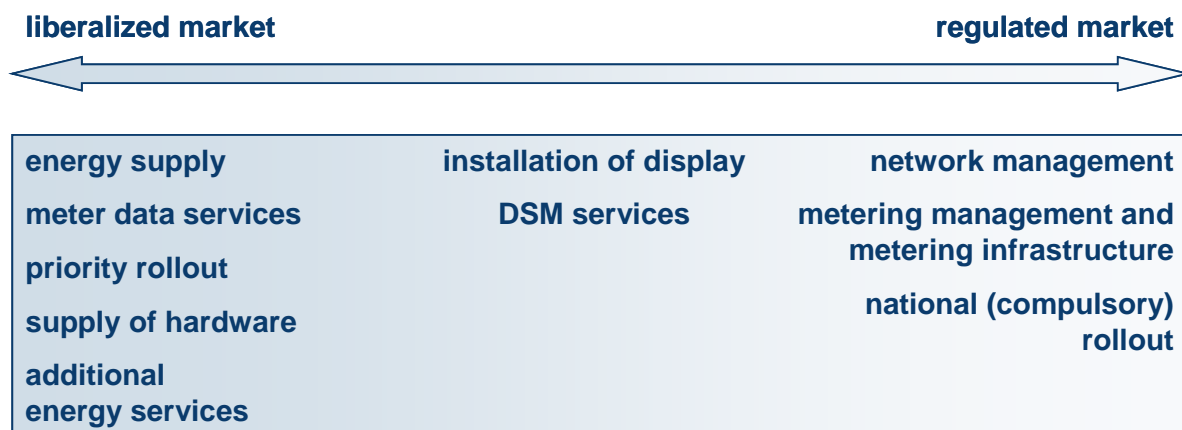 liberalized market
regulated market
energy supply
meter data services
priority rollout
supply of hardware
additional
energy services
installation of display
DSM services
network management
metering management and
metering infrastructure
national (compulsory)
rollout